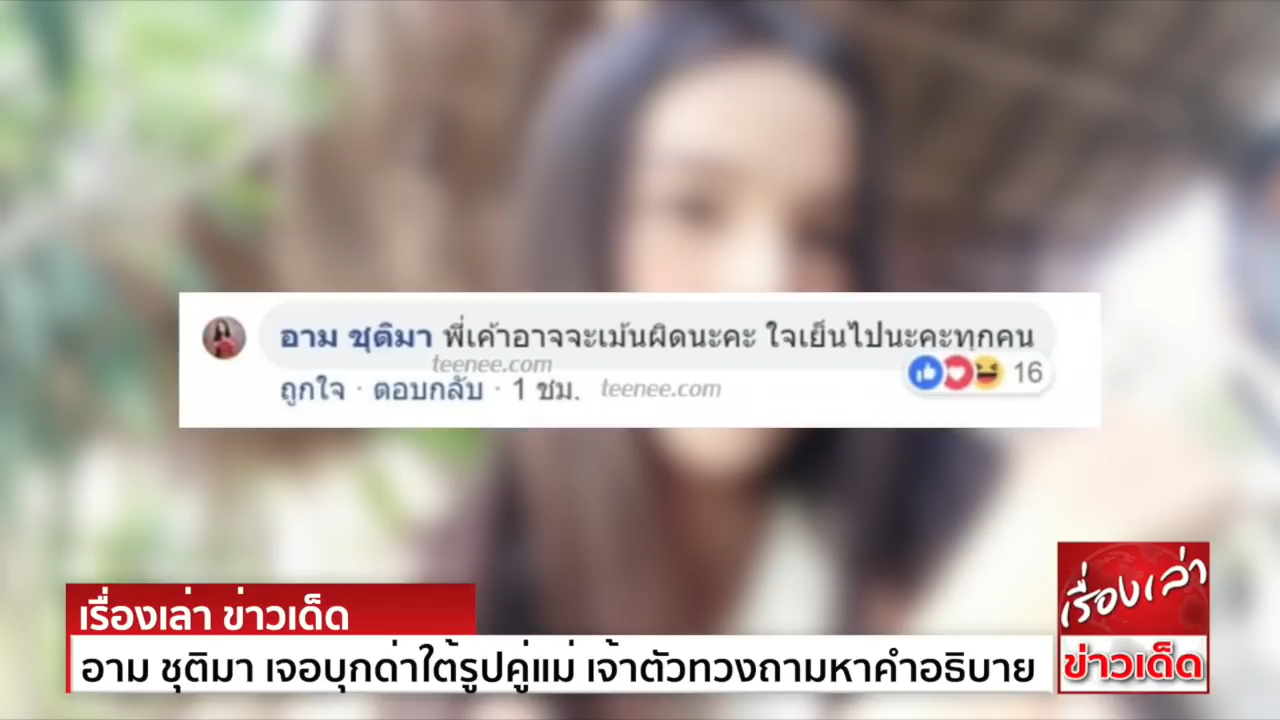 อาม ชุติมา พี่เค้าอาจจะเม้นผิดนะคะ ใจเย็นไปนะคะทุกคน
teenee.com
ถูกใจ · ตอบกลับ · 1 ชม. teenee.com 16
เรื่องเล่า ข่าวเด็ด
อาม ชุติมา เจอบุกด่าใต้รูปคู่แม่ เจ้าตัวทวงถามหาคำอธิบาย
เรื่องเล่า
ข่าวเด็ด